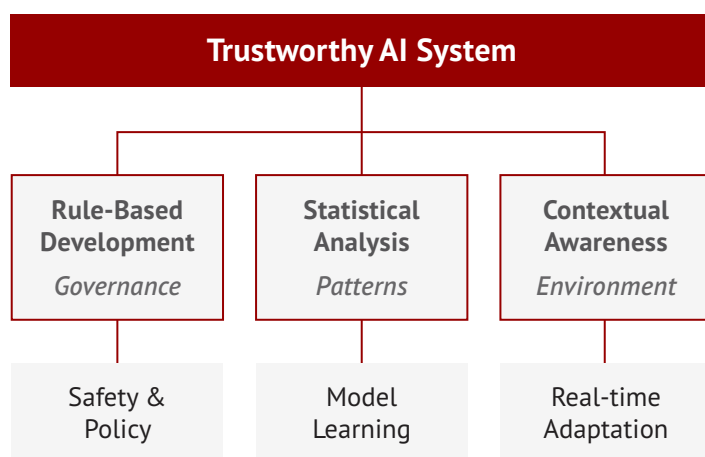 Trustworthy AI System
Rule-Based
Development
Governance
Statistical
Analysis
Patterns
Contextual
Awareness
Environment
Safety &
Policy
Model
Learning
Real-time
Adaptation